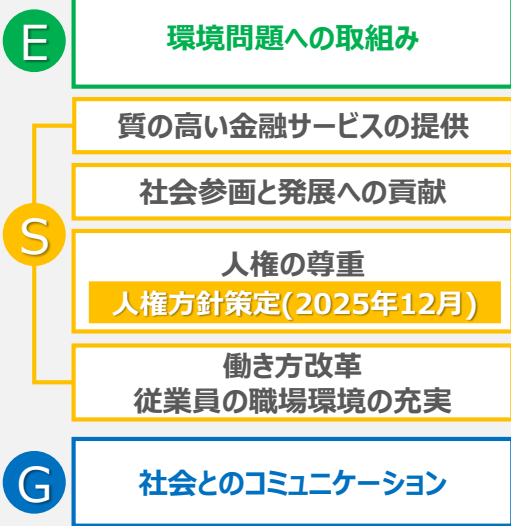 E
環境問題への取組み
質の高い金融サービスの提供
社会参画と発展への貢献
S
人権の尊重
人権方針策定(2025年12月)
働き方改革
従業員の職場環境の充実
G
社会とのコミュニケーション